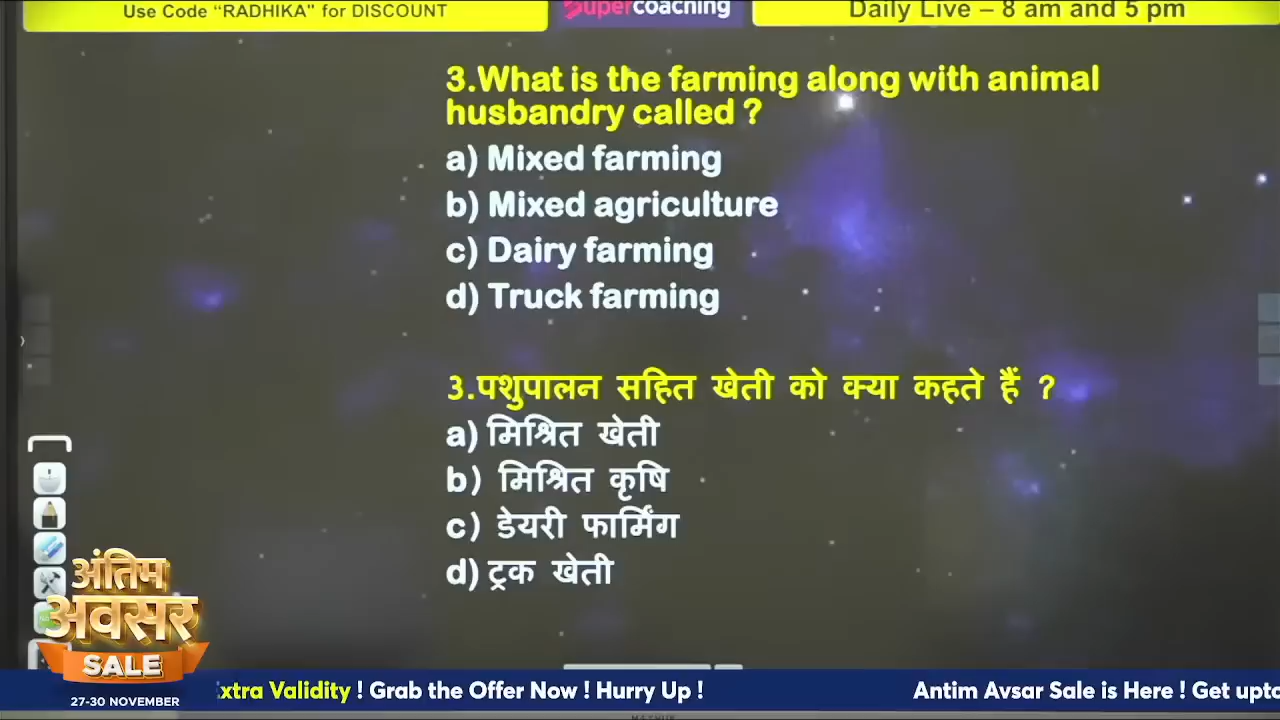 Use Code “RADHIKA” for DISCOUNT
Supercoaching
Daily Live – 8 am and 5 pm
3.What is the farming along with animal
husbandry called ?
a) Mixed farming
b) Mixed agriculture
c) Dairy farming
d) Truck farming
3.पशुपालन सहित खेती को क्या कहते हैं ?
a) मिश्रित खेती
b) मिश्रित कृषि
c) डेयरी फार्मिंग
d) ट्रक खेती
अंतिम
अवसर
SALE
27-30 NOVEMBER
xtra Validity ! Grab the Offer Now ! Hurry Up !
Antim Avsar Sale is Here ! Get upto